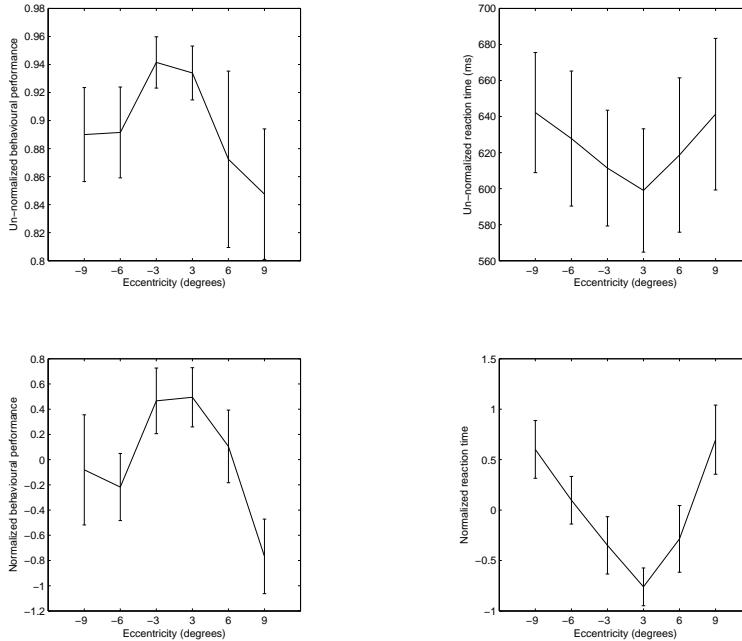 0.98
0.96
0.94
0.92
0.9
0.88
0.86
0.84
0.82
0.8
Un−normalized behavioural performance
−9 −6 −3 3 6 9
Eccentricity (degrees)
700
680
660
640
620
600
580
560
Un−normalized reaction time (ms)
−9 −6 −3 3 6 9
Eccentricity (degrees)
0.8
0.6
0.4
0.2
0
−0.2
−0.4
−0.6
−0.8
−1
−1.2
Normalized behavioural performance
−9 −6 −3 3 6 9
Eccentricity (degrees)
1.5
1
0.5
0
−0.5
−1
Normalized reaction time
−9 −6 −3 3 6 9
Eccentricity (degrees)